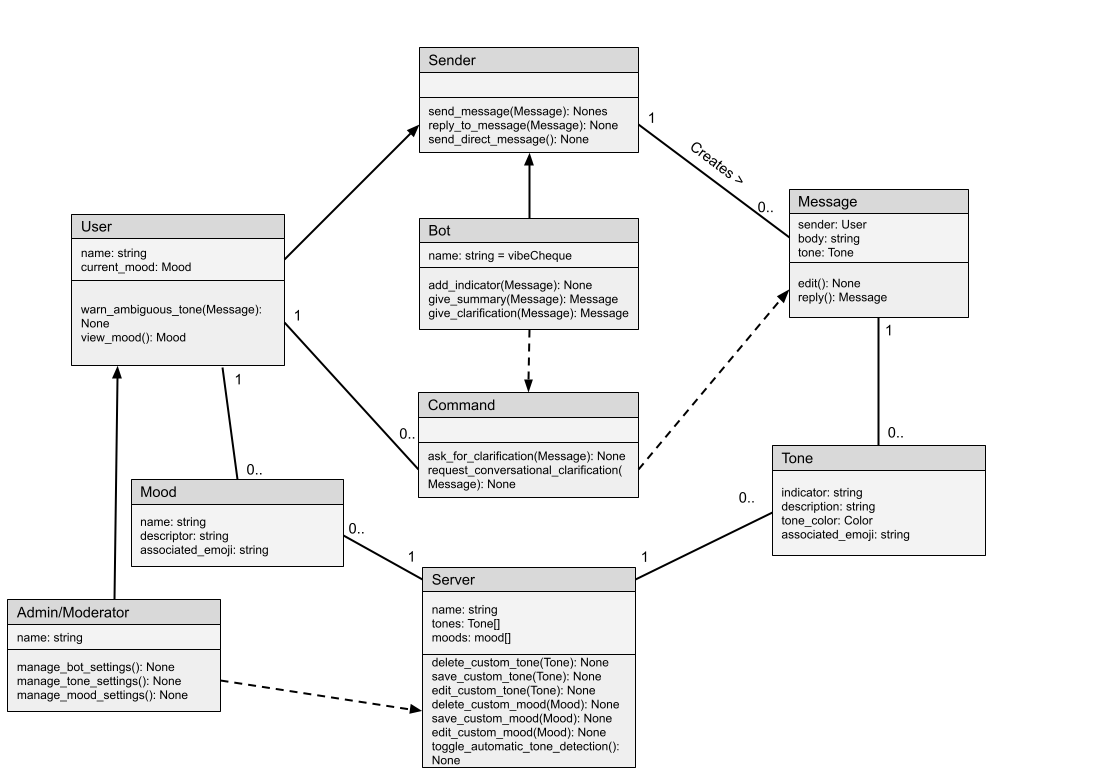 Sender
send_message(Message): Nones
reply_to_message(Message): None
send_direct_message(): None
1
Creates >
0..
Message
sender: User
body: string
tone: Tone
edit(): None
reply(): Message
User
name: string
current_mood: Mood
warn_ambiguous_tone(Message):
None
view_mood(): Mood
Bot
name: string = vibeCheque
add_indicator(Message): None
give_summary(Message): Message
give_clarification(Message): Message
1
1
0..
1
0..
Command
ask_for_clarification(Message): None
request_conversational_clarification(
Message): None
0..
Tone
indicator: string
description: string
tone_color: Color
associated_emoji: string
Mood
name: string
descriptor: string
associated_emoji: string
0..
1
0..
1
Server
name: string
tones: Tone[]
moods: mood[]
delete_custom_tone(Tone): None
save_custom_tone(Tone): None
edit_custom_tone(Tone): None
delete_custom_mood(Mood): None
save_custom_mood(Mood): None
edit_custom_mood(Mood): None
toggle_automatic_tone_detection():
None
Admin/Moderator
name: string
manage_bot_settings(): None
manage_tone_settings(): None
manage_mood_settings(): None